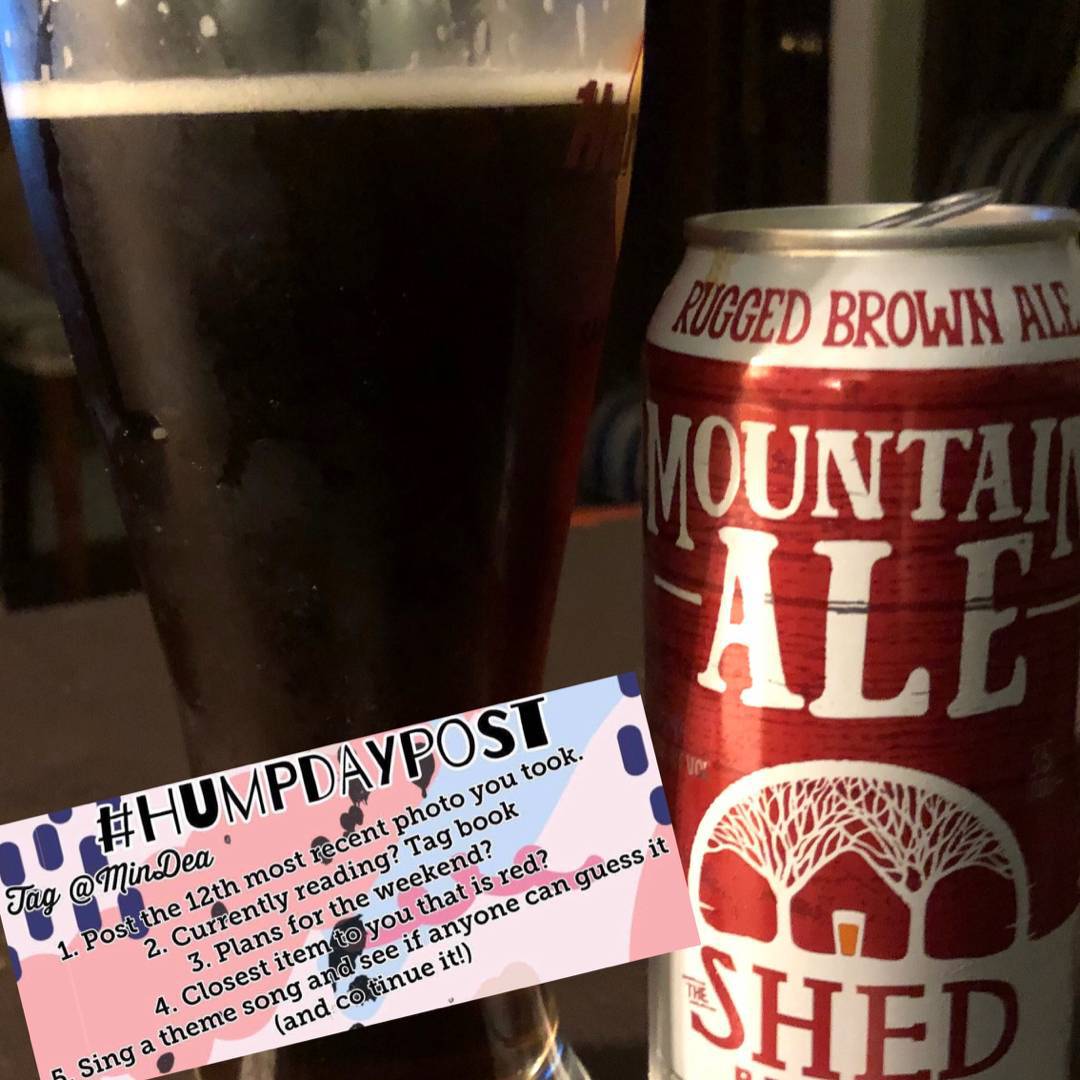 RUGGED BROWN ALE
MOUNTAIN
ALE
THE
SHED
#HUMPDAYPOST
Tag @MinDea
1. Post the 12th most recent photo you took.
2. Currently reading? Tag book
3. Plans for the weekend?
4. Closest item to you that is red?
5. Sing a theme song and see if anyone can guess it
(and co tinue it!)